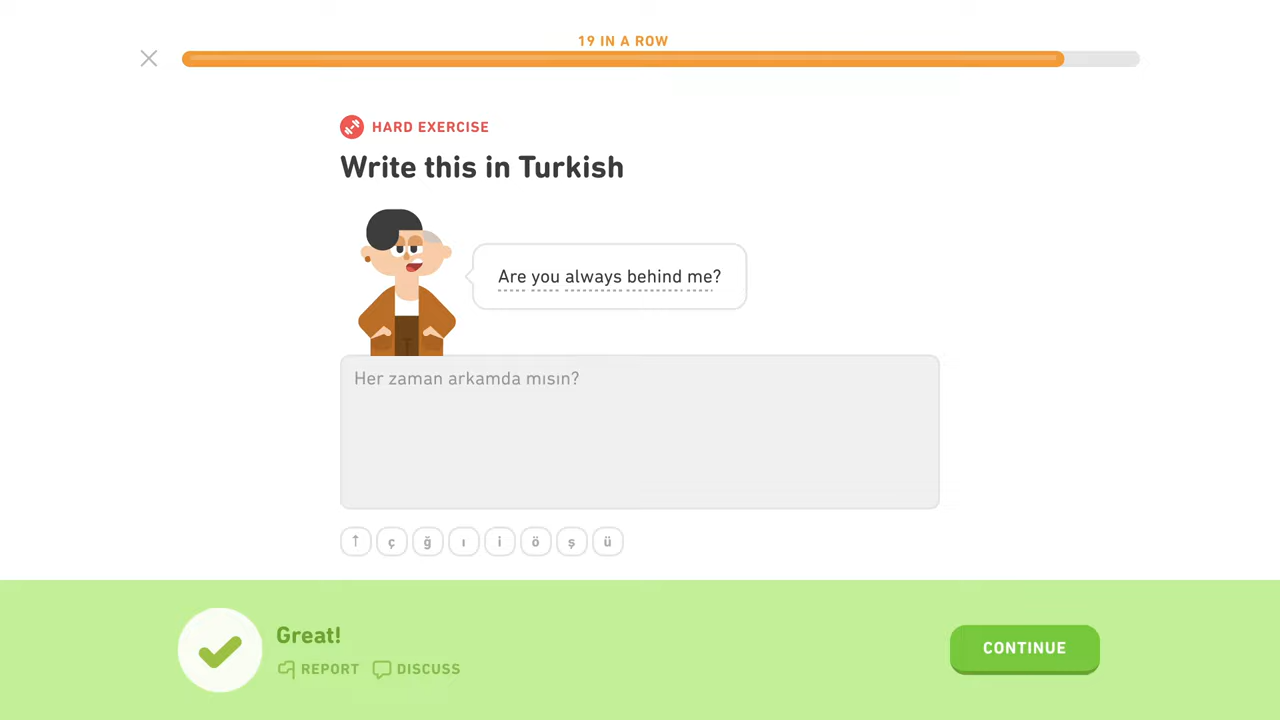 19 IN A ROW
HARD EXERCISE
Write this in Turkish
Are you always behind me?
Her zaman arkamda mısın?
↑ ç ğ ı i ö ş ü
Great!
REPORT DISCUSS
CONTINUE